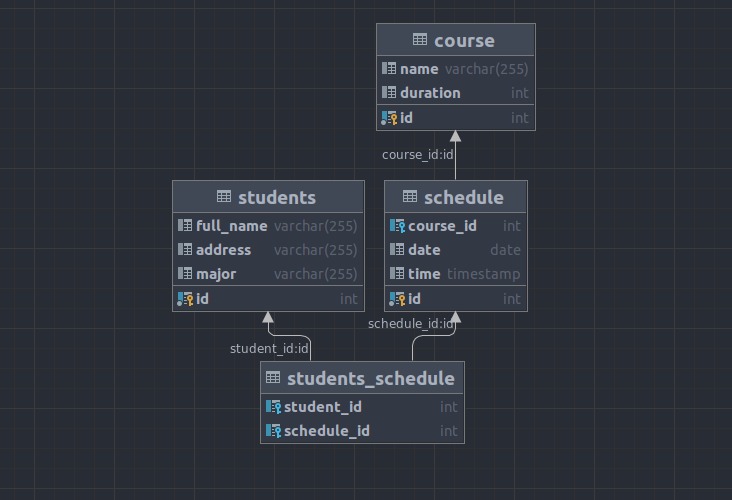 course
name varchar(255)
duration int
id int
course_id:id
students
full_name varchar(255)
address varchar(255)
major varchar(255)
id int
schedule
course_id int
date date
time timestamp
id int
student_id:id
schedule_id:id
students_schedule
student_id int
schedule_id int